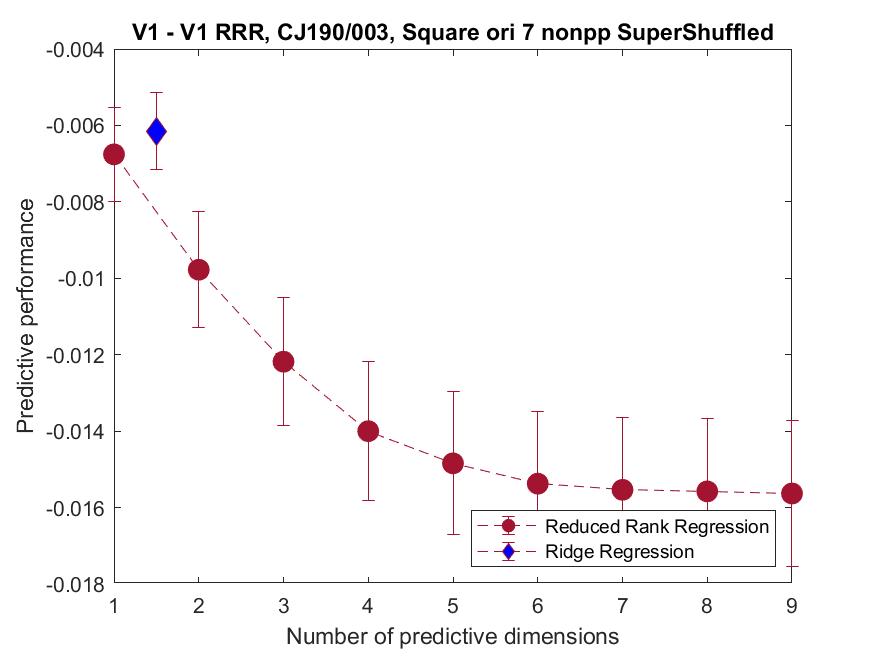 V1 - V1 RRR, CJ190/003, Square ori 7 nonpp SuperShuffled
-0.004
-0.006
-0.008
-0.01
-0.012
-0.014
-0.016
-0.018
Predictive performance
Reduced Rank Regression
Ridge Regression
1 2 3 4 5 6 7 8 9
Number of predictive dimensions